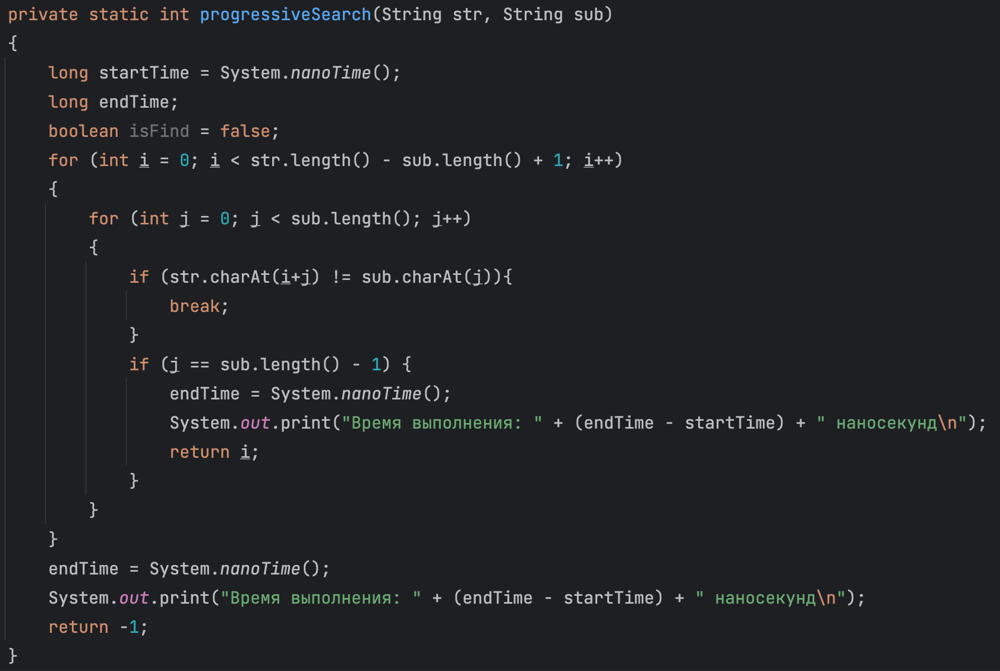 private static int progressiveSearch(String str, String sub)
{
    long startTime = System.nanoTime();
    long endTime;
    boolean isFind = false;
    for (int i = 0; i < str.length() - sub.length() + 1; i++)
    {
        for (int j = 0; j < sub.length(); j++)
        {
            if (str.charAt(i+j) != sub.charAt(j)){
                break;
            }
            if (j == sub.length() - 1) {
                endTime = System.nanoTime();
                System.out.print("Время выполнения: " + (endTime - startTime) + " наносекунд\n");
                return i;
            }
        }
    }
    endTime = System.nanoTime();
    System.out.print("Время выполнения: " + (endTime - startTime) + " наносекунд\n");
    return -1;
}